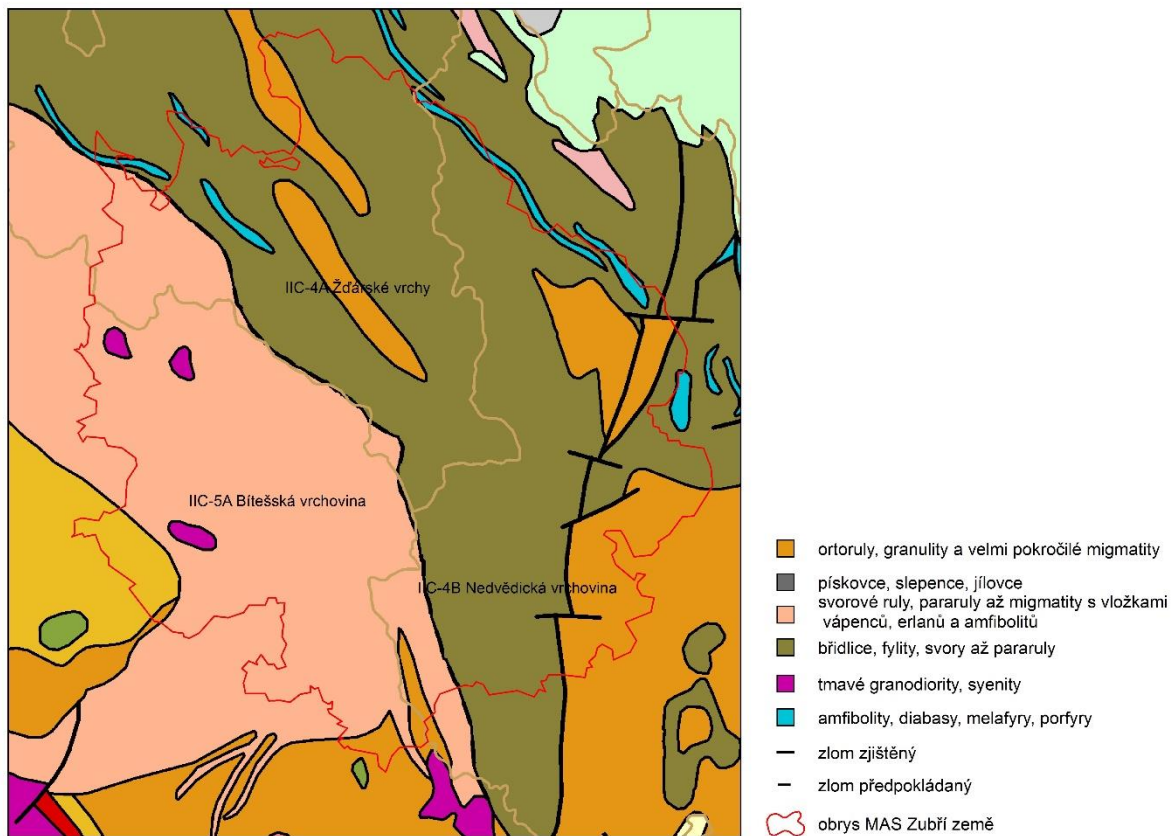 IIC-4A Žďárské vrchy
IIC-5A Bítešská vrchovina
IIC-4B Nedvědická vrchovina
ortoruly, granulity a velmi pokročilé migmatity
pískovce, slepence, jílovce
svorové ruly, pararuly až migmatity s vložkami
vápenců, erlanů a amfibolitů
břidlice, fylity, svory až pararuly
tmavé granodiority, syenity
amfibolity, diabasy, melafyry, porfyry
zlom zjištěný
zlom předpokládaný
obrys MAS Zubří země